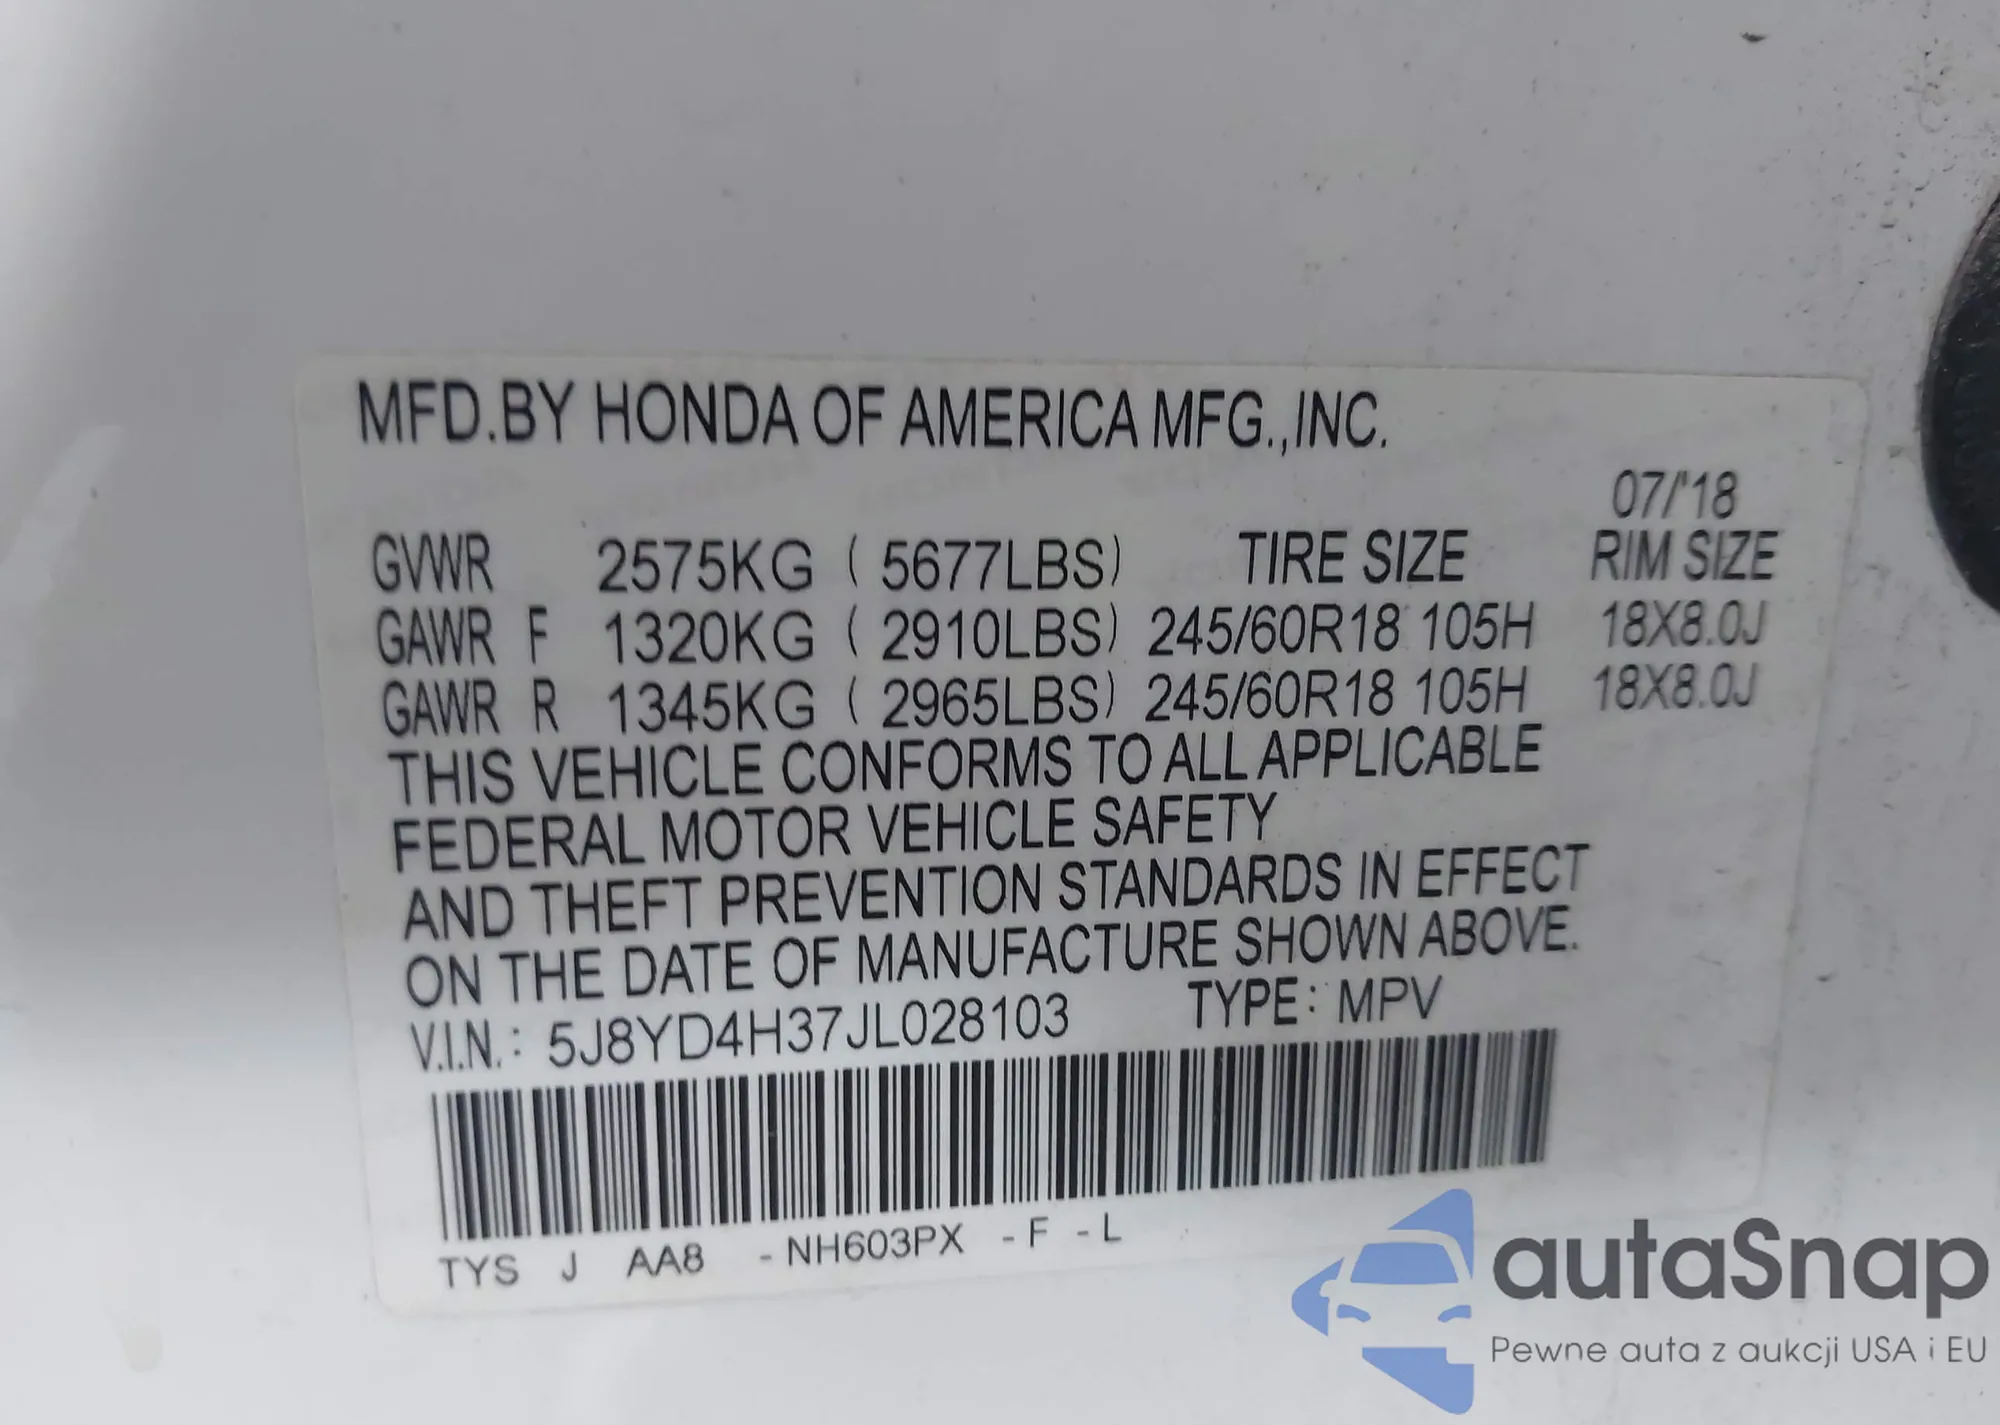 MFD.BY HONDA OF AMERICA MFG.,INC.
07/'18
GVWR 2575KG ( 5677LBS) TIRE SIZE RIM SIZE
GAWR F 1320KG ( 2910LBS) 245/60R18 105H 18X8.0J
GAWR R 1345KG ( 2965LBS) 245/60R18 105H 18X8.0J
THIS VEHICLE CONFORMS TO ALL APPLICABLE
FEDERAL MOTOR VEHICLE SAFETY
AND THEFT PREVENTION STANDARDS IN EFFECT
ON THE DATE OF MANUFACTURE SHOWN ABOVE.
V.I.N.: 5J8YD4H37JL028103 TYPE: MPV
TYS J AA8 - NH603PX - F - L
autaSnap
Pewne auta z aukcji USA i EU